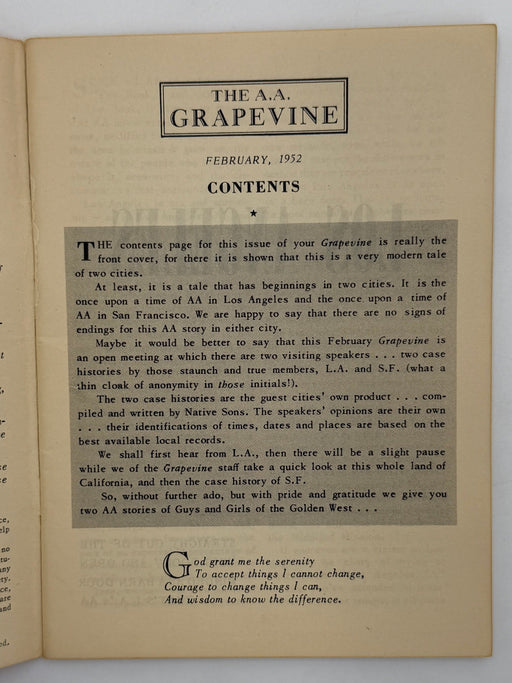 THE A.A.
GRAPEVINE
FEBRUARY, 1952
CONTENTS
THE contents page for this issue of your Grapevine is really the
front cover, for there it is shown that this is a very modern tale
of two cities.
At least, it is a tale that has beginnings in two cities. It is the
once upon a time of AA in Los Angeles and the once upon a time of
AA in San Francisco. We are happy to say that there are no signs of
endings for this AA story in either city.
Maybe it would be better to say that this February Grapevine is
an open meeting at which there are two visiting speakers . . . two case
histories by those staunch and true members, L.A. and S.F. (what a
thin cloak of anonymity in those initials!).
The two case histories are the guest cities' own product . . . com-
piled and written by Native Sons. The speakers' opinions are their own
. . . their identifications of times, dates and places are based on the
best available local records.
We shall first hear from L.A., then there will be a slight pause
while we of the Grapevine staff take a quick look at this whole land of
California, and then the case history of S.F.
So, without further ado, but with pride and gratitude we give you
two AA stories of Guys and Girls of the Golden West . . .
God grant me the serenity
To accept things I cannot change,
Courage to change things I can,
And wisdom to know the difference.